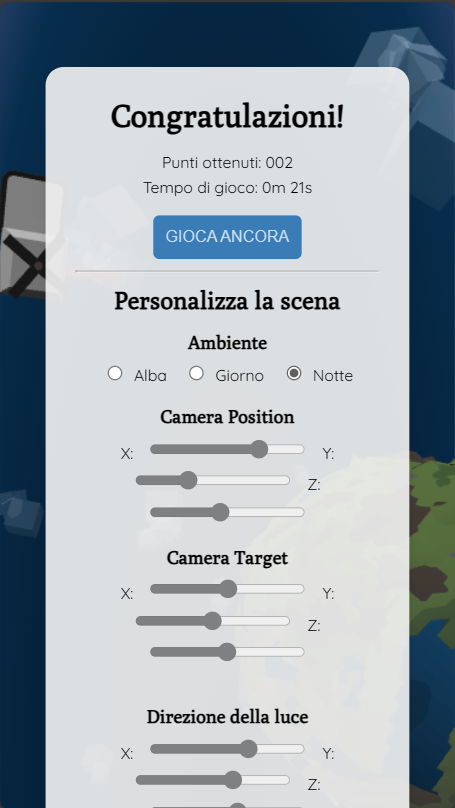 Congratulazioni!
Punti ottenuti: 002
Tempo di gioco: 0m 21s
GIOCA ANCORA
Personalizza la scena
Ambiente
Alba Giorno Notte
Camera Position
X: Y:
Z:
Camera Target
X: Y:
Z:
Direzione della luce
X: Y:
Z: